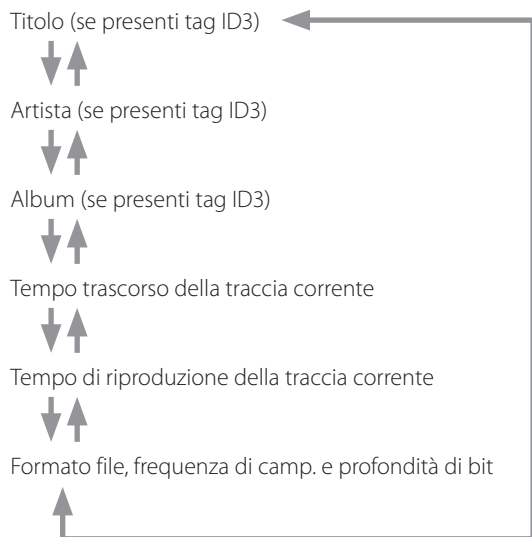 Titolo (se presenti tag ID3)
Artista (se presenti tag ID3)
Album (se presenti tag ID3)
Tempo trascorso della traccia corrente
Tempo di riproduzione della traccia corrente
Formato file, frequenza di camp. e profondità di bit